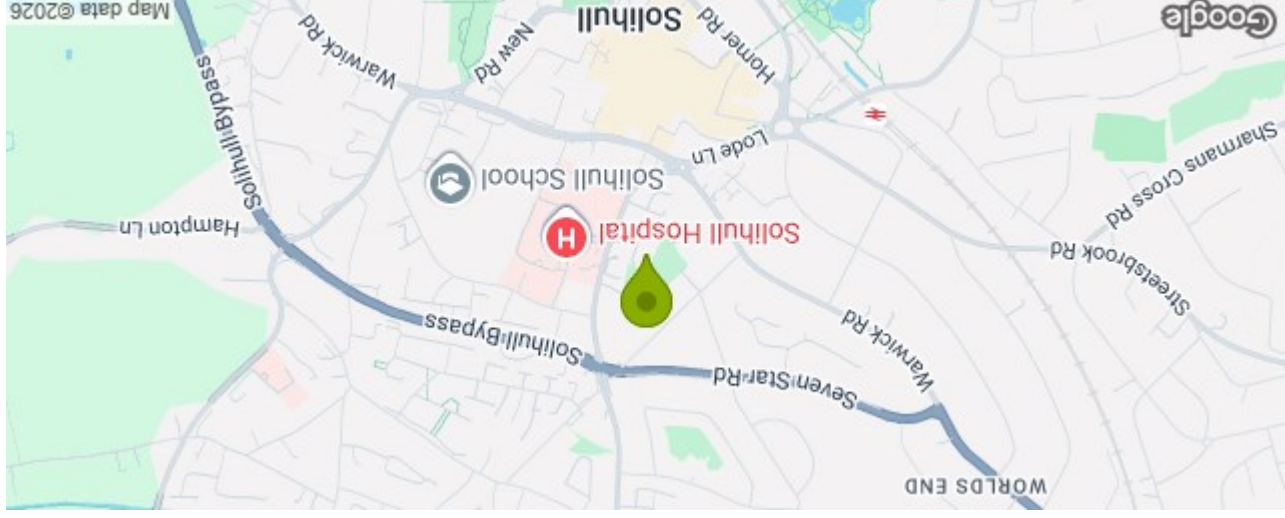 WORLDS END
Seven Star Rd
Warwick Rd
Streetsbrook Rd
Sharmans Cross Rd
Solihull Bypass
Solihull Hospital
H
Hampton Ln
Solihull School
Lode Ln
Solihull Bypass
Warwick Rd
New Rd
Homer Rd
Solihull
Google
Map data ©2026